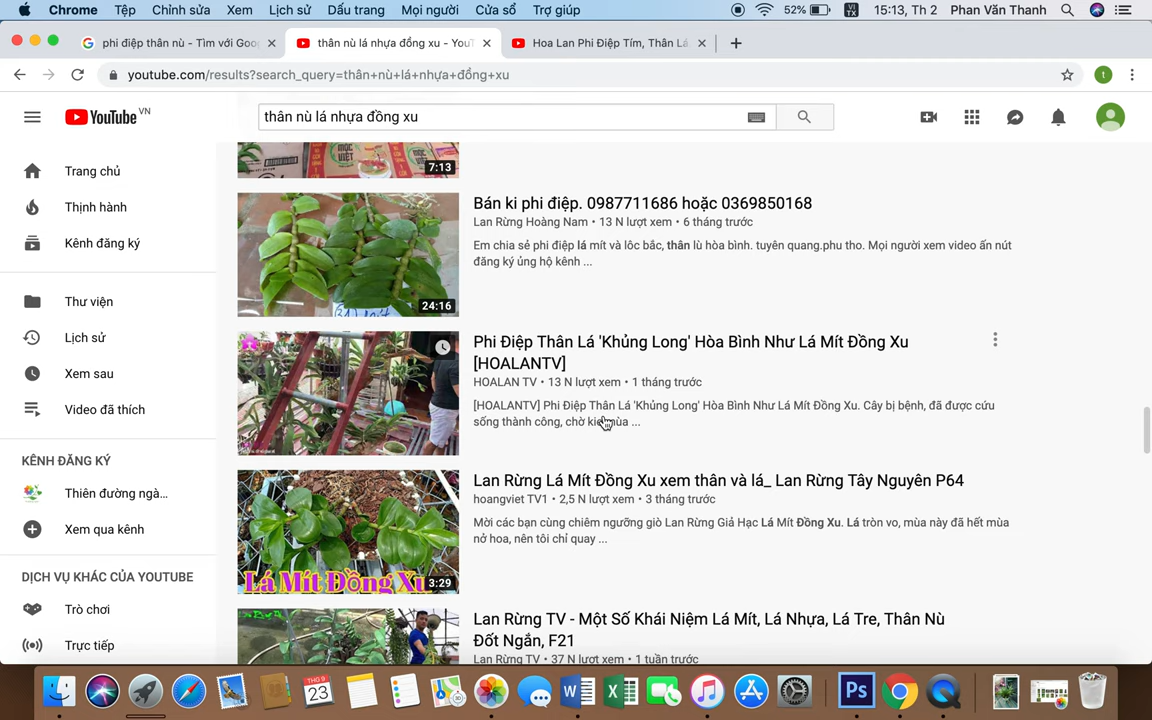 Chrome Tệp Chỉnh sửa Xem Lịch sử Dấu trang Mọi người Cửa sổ Trợ giúp VI TX 52% 15:13, Th 2 Phan Văn Thanh
phi điệp thân nù - Tìm với Goo thân nù lá nhựa đồng xu - YouT Hoa Lan Phi Điệp Tím, Thân Lá
youtube.com/results?search_query=thân+nù+lá+nhựa+đồng+xu t
YouTube VN thân nù lá nhựa đồng xu
Trang chủ
Thịnh hành
Kênh đăng ký
Thư viện
Lịch sử
Xem sau
Video đã thích
KÊNH ĐĂNG KÝ
Thiên đường ngà...
Xem qua kênh
DỊCH VỤ KHÁC CỦA YOUTUBE
Trò chơi
Trực tiếp
MỘC VIỆT
7:13
Bán ki phi điệp. 0987711686 hoặc 0369850168
Lan Rừng Hoàng Nam • 13 N lượt xem • 6 tháng trước
Em chia sẻ phi điệp lá mít và lôc bắc, thân lù hòa bình. tuyên quang.phu tho. Mọi người xem video ấn nút
đăng ký ủng hộ kênh ...
24:16
Phi Điệp Thân Lá 'Khủng Long' Hòa Bình Như Lá Mít Đồng Xu
[HOALANTV]
HOALAN TV • 13 N lượt xem • 1 tháng trước
[HOALANTV] Phi Điệp Thân Lá 'Khủng Long' Hòa Bình Như Lá Mít Đồng Xu. Cây bị bệnh, đã được cứu
sống thành công, chờ mùa ...
Lan Rừng Lá Mít Đồng Xu xem thân và lá_ Lan Rừng Tây Nguyên P64
hoangviet TV1 • 2,5 N lượt xem • 3 tháng trước
Mời các bạn cùng chiêm ngưỡng giò Lan Rừng Giả Hạc Lá Mít Đồng Xu. Lá tròn vo, mùa này đã hết mùa
nở hoa, nên tôi chỉ quay ...
Lá Mít Đồng Xu
3:29
Lan Rừng TV - Một Số Khái Niệm Lá Mít, Lá Nhựa, Lá Tre, Thân Nù
Đốt Ngắn, F21
Lan Rừng TV • 37 N lượt xem • 1 tuần trước
THG 9
23
W X Ps